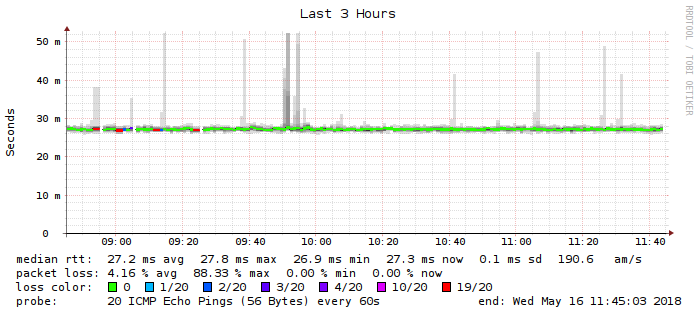 Last 3 Hours
RRDTOOL / TOBI OETIKER
Seconds
50 m
40 m
30 m
20 m
10 m
0
09:00 09:20 09:40 10:00 10:20 10:40 11:00 11:20 11:40
median rtt: 27.2 ms avg 27.8 ms max 26.9 ms min 27.3 ms now 0.1 ms sd 190.6 am/s
packet loss: 4.16 % avg 88.33 % max 0.00 % min 0.00 % now
loss color: 0 1/20 2/20 3/20 4/20 10/20 19/20
probe: 20 ICMP Echo Pings (56 Bytes) every 60s end: Wed May 16 11:45:03 2018